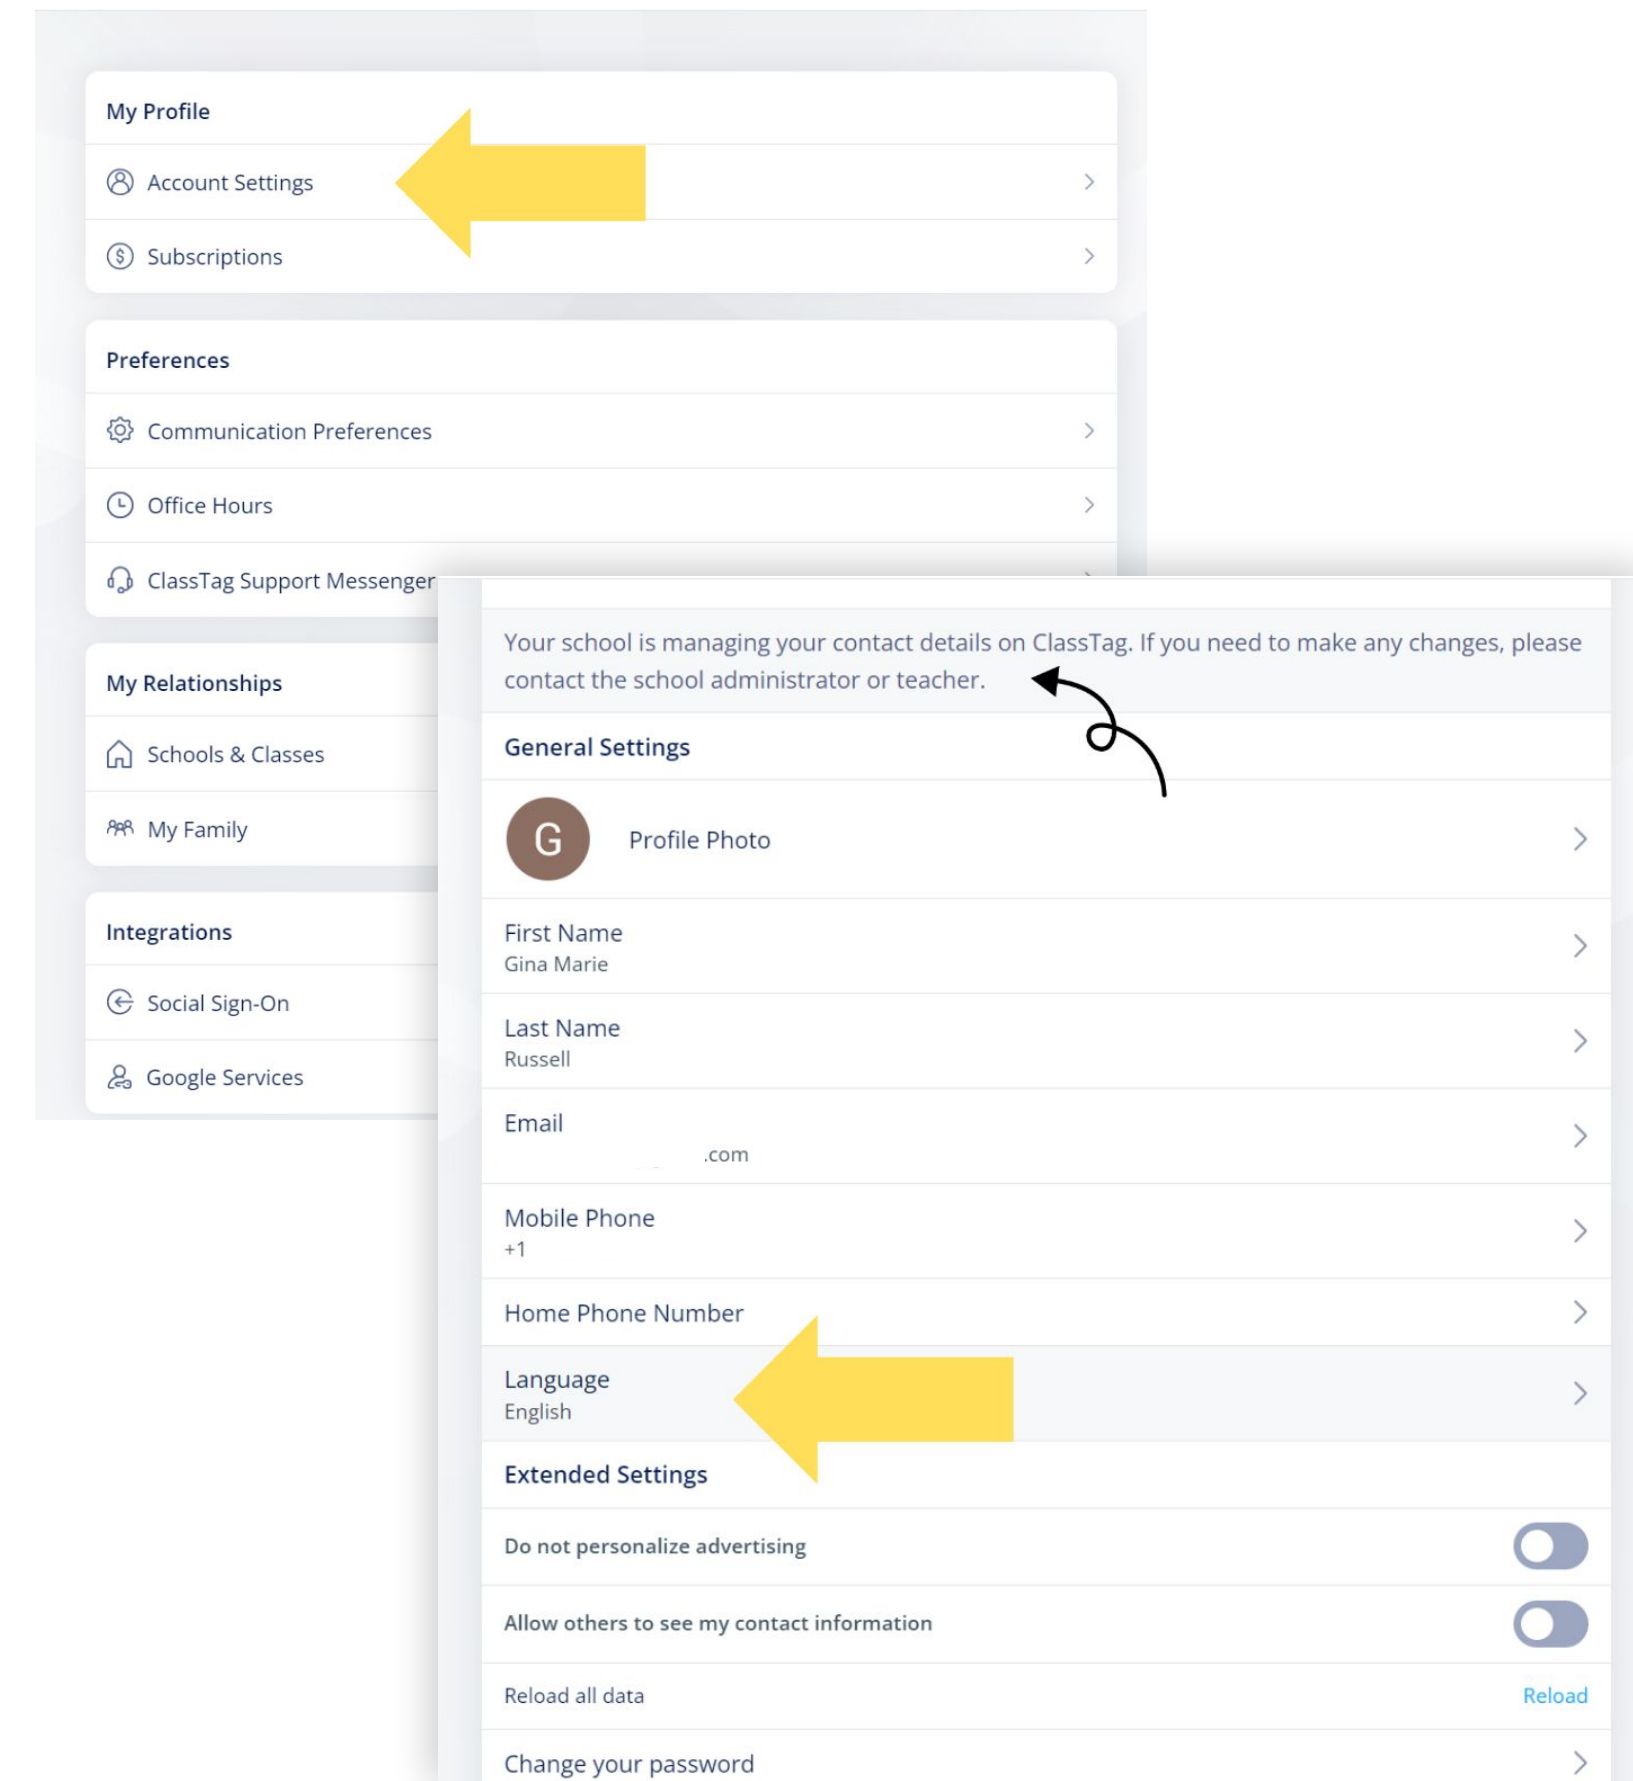 My Profile
Account Settings
Subscriptions
Preferences
Communication Preferences
Office Hours
ClassTag Support Messenger
My Relationships
Schools & Classes
My Family
Integrations
Social Sign-On
Google Services
Your school is managing your contact details on ClassTag. If you need to make any changes, please
contact the school administrator or teacher.
General Settings
G
Profile Photo
First Name
Gina Marie
Last Name
Russell
Email
.com
Mobile Phone
+1
Home Phone Number
Language
English
Extended Settings
Do not personalize advertising
Allow others to see my contact information
Reload all data
Reload
Change your password